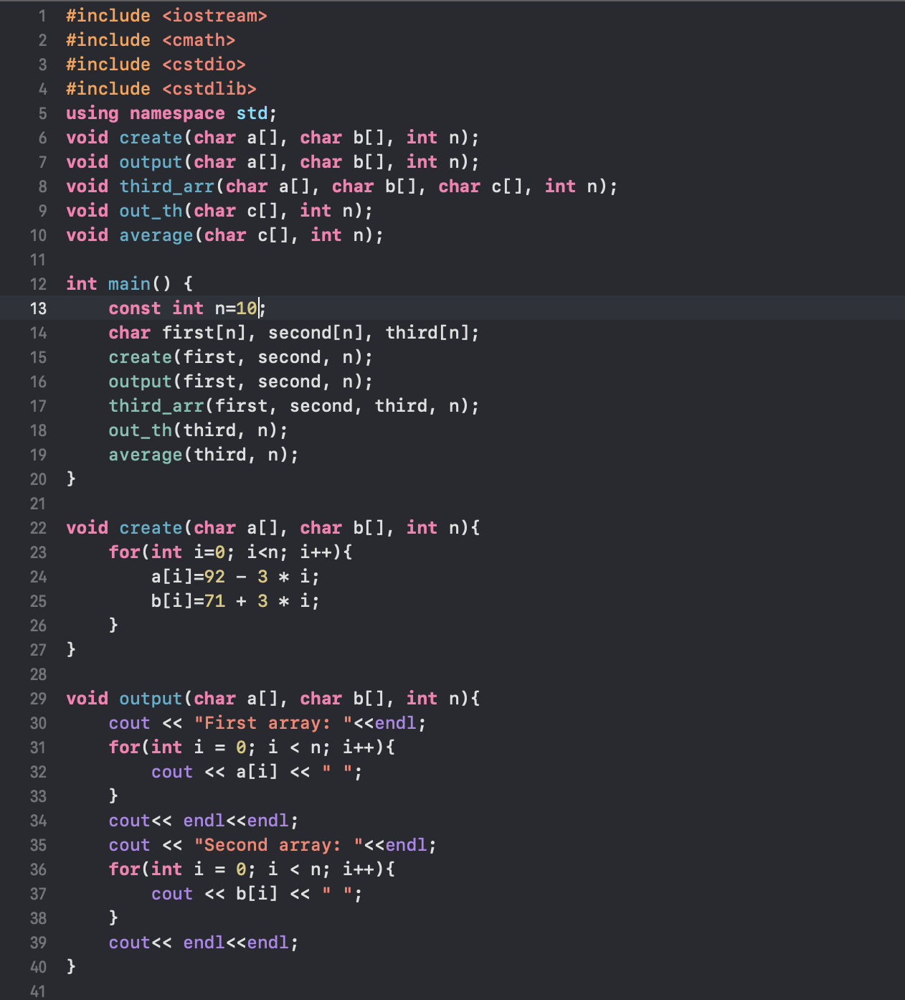 1 #include <iostream>
2 #include <cmath>
3 #include <cstdio>
4 #include <cstdlib>
5 using namespace std;
6 void create(char a[], char b[], int n);
7 void output(char a[], char b[], int n);
8 void third_arr(char a[], char b[], char c[], int n);
9 void out_th(char c[], int n);
10 void average(char c[], int n);
11
12 int main() {
13     const int n=10;
14     char first[n], second[n], third[n];
15     create(first, second, n);
16     output(first, second, n);
17     third_arr(first, second, third, n);
18     out_th(third, n);
19     average(third, n);
20 }
21
22 void create(char a[], char b[], int n){
23     for(int i=0; i<n; i++){
24         a[i]=92 - 3 * i;
25         b[i]=71 + 3 * i;
26     }
27 }
28
29 void output(char a[], char b[], int n){
30     cout << "First array: "<<endl;
31     for(int i = 0; i < n; i++){
32         cout << a[i] << " ";
33     }
34     cout<< endl<<endl;
35     cout << "Second array: "<<endl;
36     for(int i = 0; i < n; i++){
37         cout << b[i] << " ";
38     }
39     cout<< endl<<endl;
40 }
41